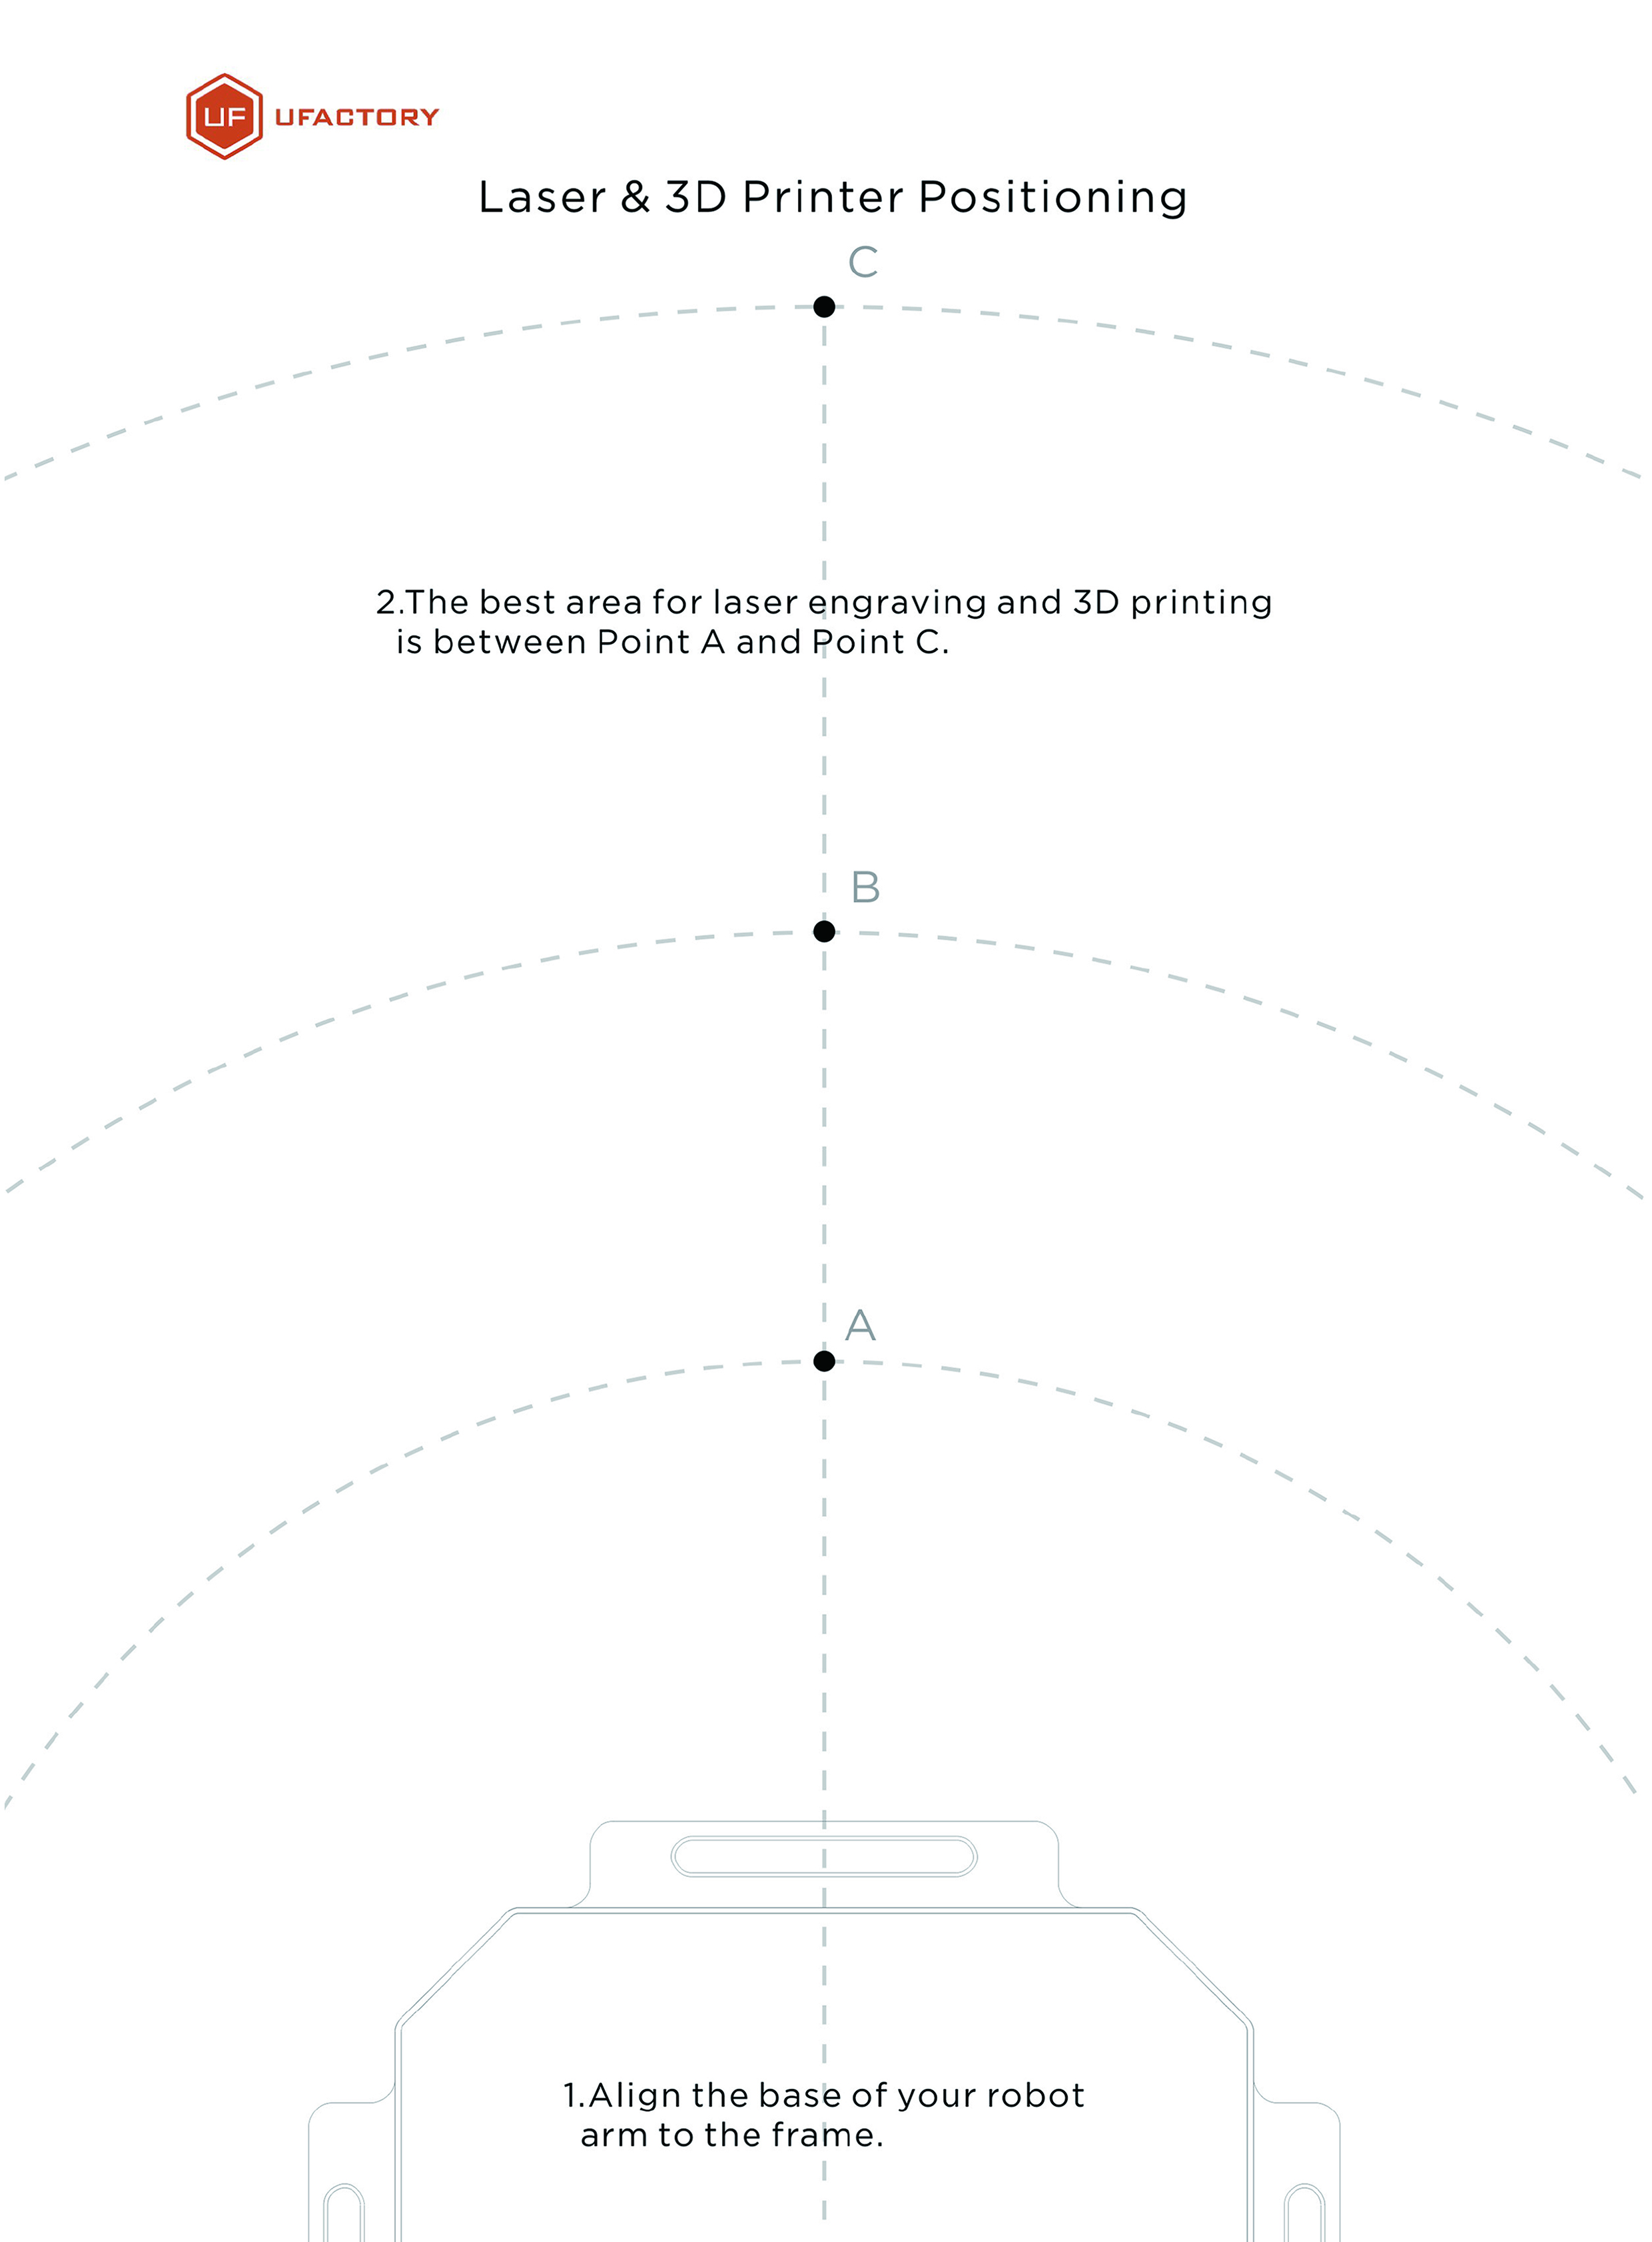 UF UFACTORY
Laser & 3D Printer Positioning
C
2.The best area for laser engraving and 3D printing
is between Point A and Point C.
B
A
1.Align the base of your robot
arm to the frame.